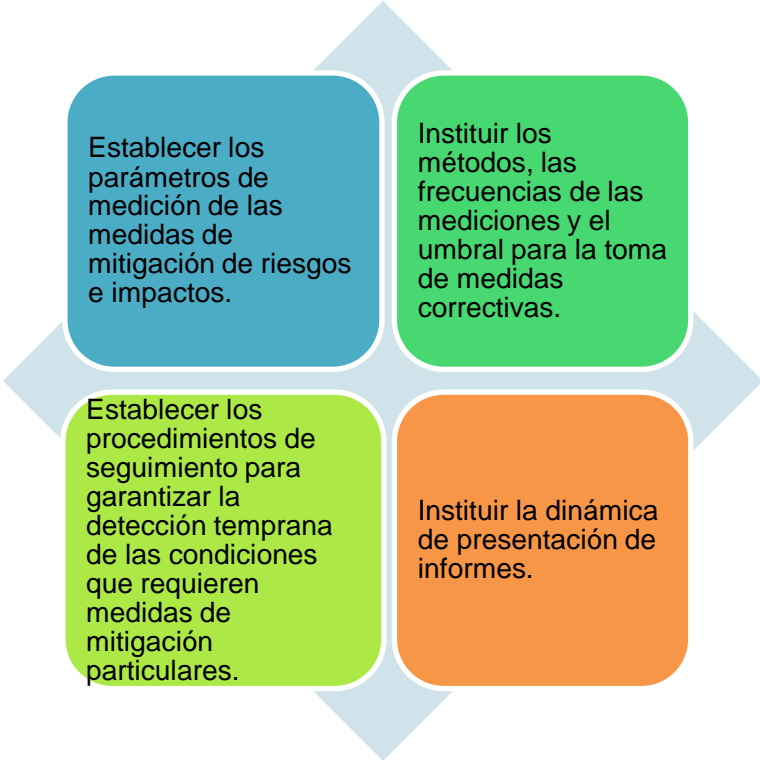 Establecer los
parámetros de
medición de las
medidas de
mitigación de riesgos
e impactos.
Instituir los
métodos, las
frecuencias de las
mediciones y el
umbral para la toma
de medidas
correctivas.
Establecer los
procedimientos de
seguimiento para
garantizar la
detección temprana
de las condiciones
que requieren
medidas de
mitigación
particulares.
Instituir la dinámica
de presentación de
informes.